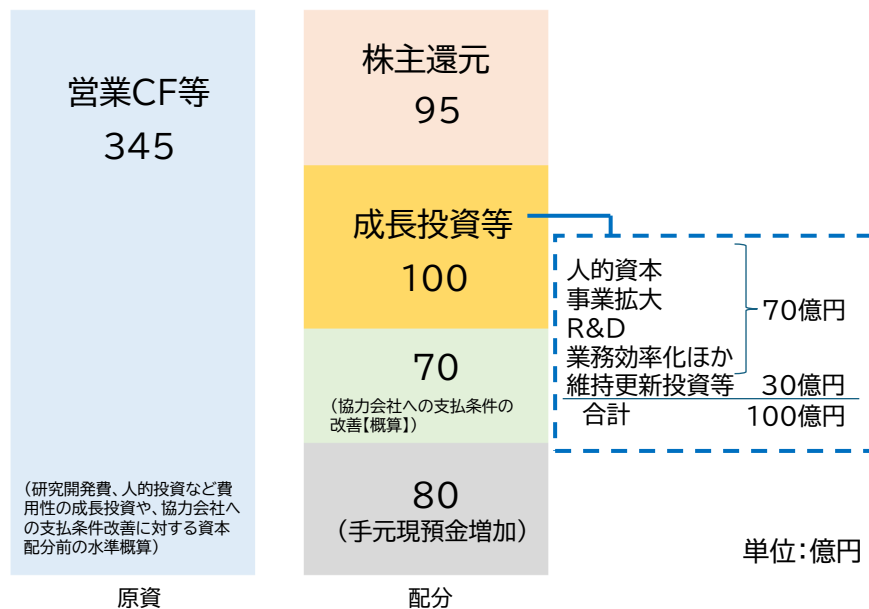 営業CF等
345
（研究開発費、人的投資など費
用性の成長投資や、協力会社へ
の支払条件改善に対する資本
配分前の水準概算）
原資
株主還元
95
成長投資等
100
70
（協力会社への支払条件の
改善【概算】）
80
（手元現預金増加）
配分
人的資本
事業拡大
R&D
業務効率化ほか
70億円
維持更新投資等 30億円
合計 100億円
単位：億円